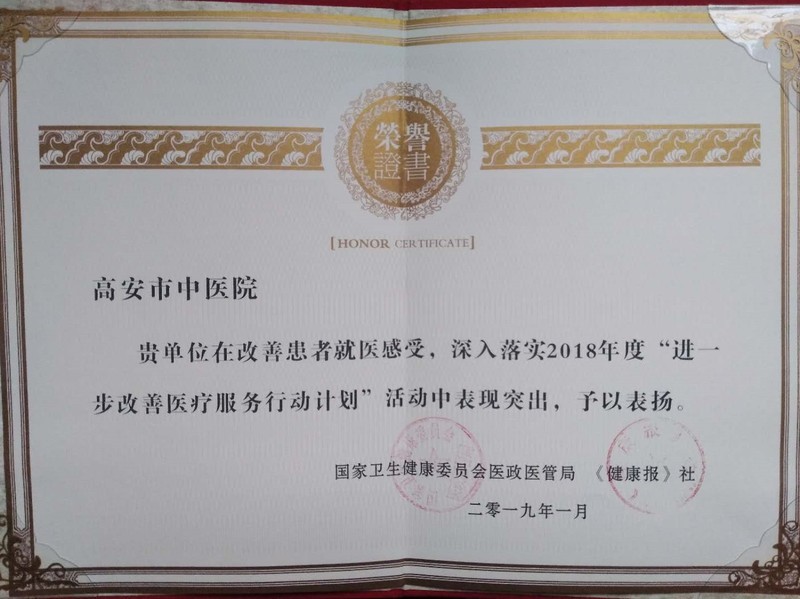 榮譽
證書
[HONOR CERTIFICATE]
高安市中医院
贵单位在改善患者就医感受，深入落实2018年度“进一
步改善医疗服务行动计划”活动中表现突出，予以表扬。
国家卫生健康委员会医政医管局 《健康报》社
二零一九年一月